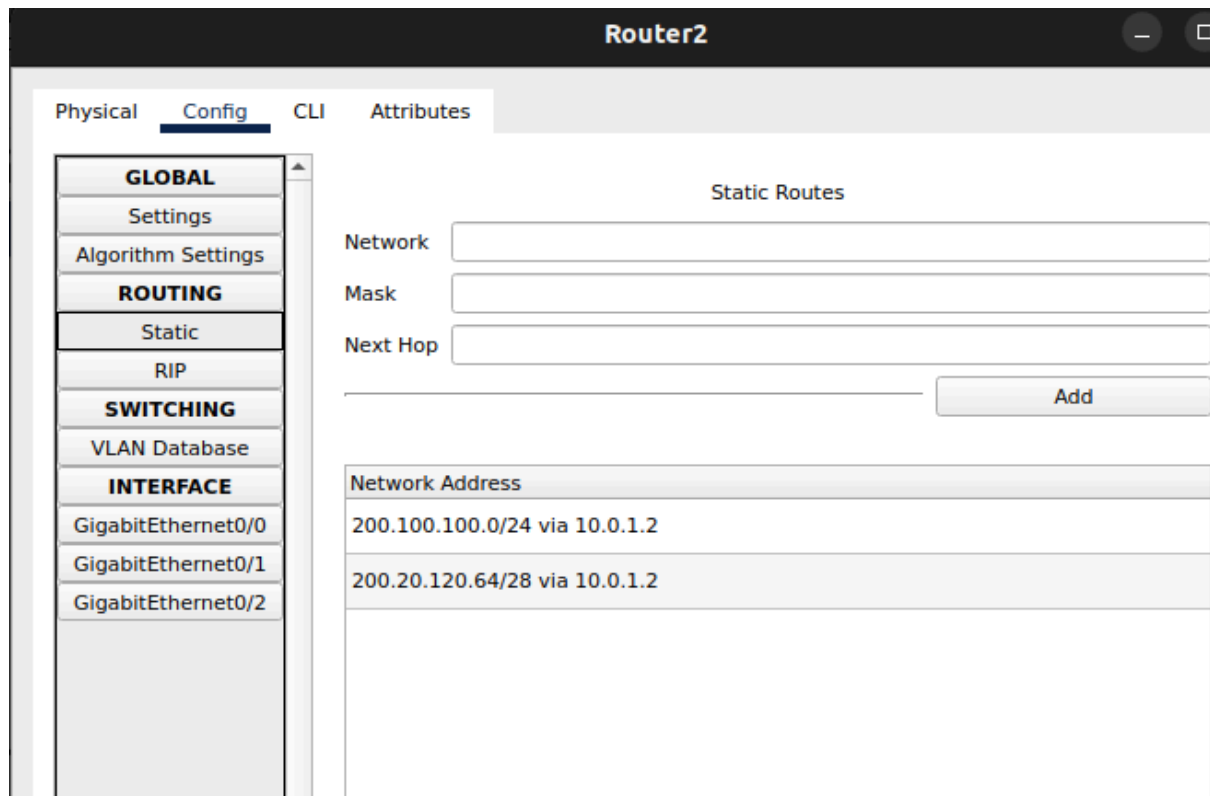 Router2
Physical Config CLI Attributes
GLOBAL
Settings
Algorithm Settings
ROUTING
Static
RIP
SWITCHING
VLAN Database
INTERFACE
GigabitEthernet0/0
GigabitEthernet0/1
GigabitEthernet0/2
Static Routes
Network
Mask
Next Hop
Add
Network Address
200.100.100.0/24 via 10.0.1.2
200.20.120.64/28 via 10.0.1.2